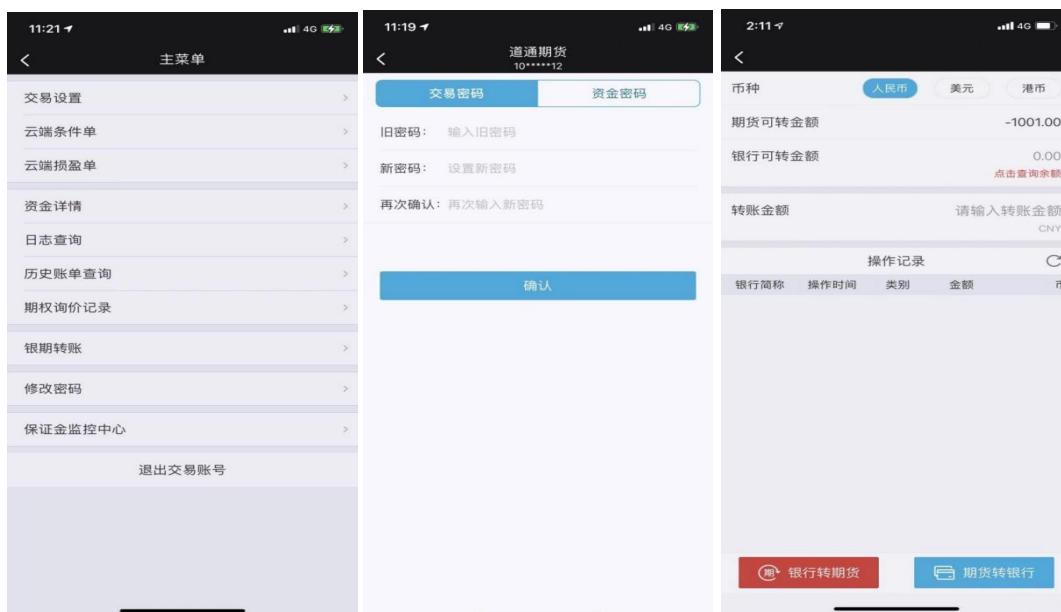 11:21
4G
主菜单
交易设置
云端条件单
云端损盈单
资金详情
日志查询
历史账单查询
期权询价记录
银期转账
修改密码
保证金监控中心
退出交易账号
11:19
4G
道通期货
10*****12
交易密码
资金密码
旧密码： 输入旧密码
新密码： 设置新密码
再次确认： 再次输入新密码
确认
2:11
4G
币种 人民币 美元 港币
期货可转金额 -1001.00
银行可转金额 0.00
点击查询余额
转账金额 请输入转账金额
CNY
操作记录
银行简称 操作时间 类别 金额
期 银行转期货
期货转银行